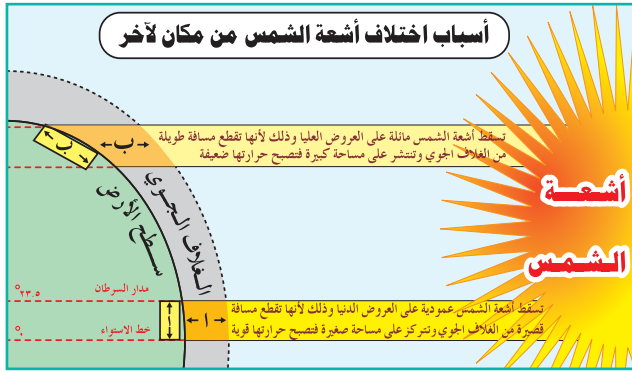 أسباب اختلاف أشعة الشمس من مكان لآخر
تسقط أشعة الشمس مائلة على العروض العليا وذلك لأنها تقطع مسافة طويلة
من الغلاف الجوي وتنتشر على مساحة كبيرة فتصبح حرارتها ضعيفة
ب
ب
أشعـــة
الشمس
الغلاف الجوي
سطح الأرض
مدار السرطان
٢٣.٥°
تسقط أشعة الشمس عمودية على العروض الدنيا وذلك لأنها تقطع مسافة
قصيرة من الغلاف الجوي وتتركز على مساحة صغيرة فتصبح حرارتها قوية
أ
أ
خط الاستواء
٠°